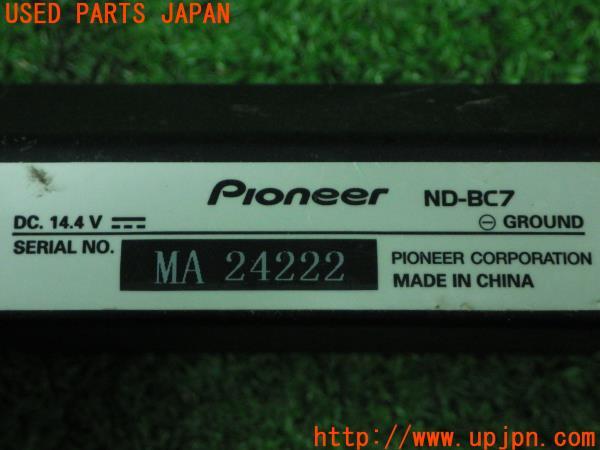 USED PARTS JAPAN
Pioneer ND-BC7
DC. 14.4 V ⎓ ⊖ GROUND
SERIAL NO. MA 24222 PIONEER CORPORATION
MADE IN CHINA
UPJ
http://www.upjpn.com/